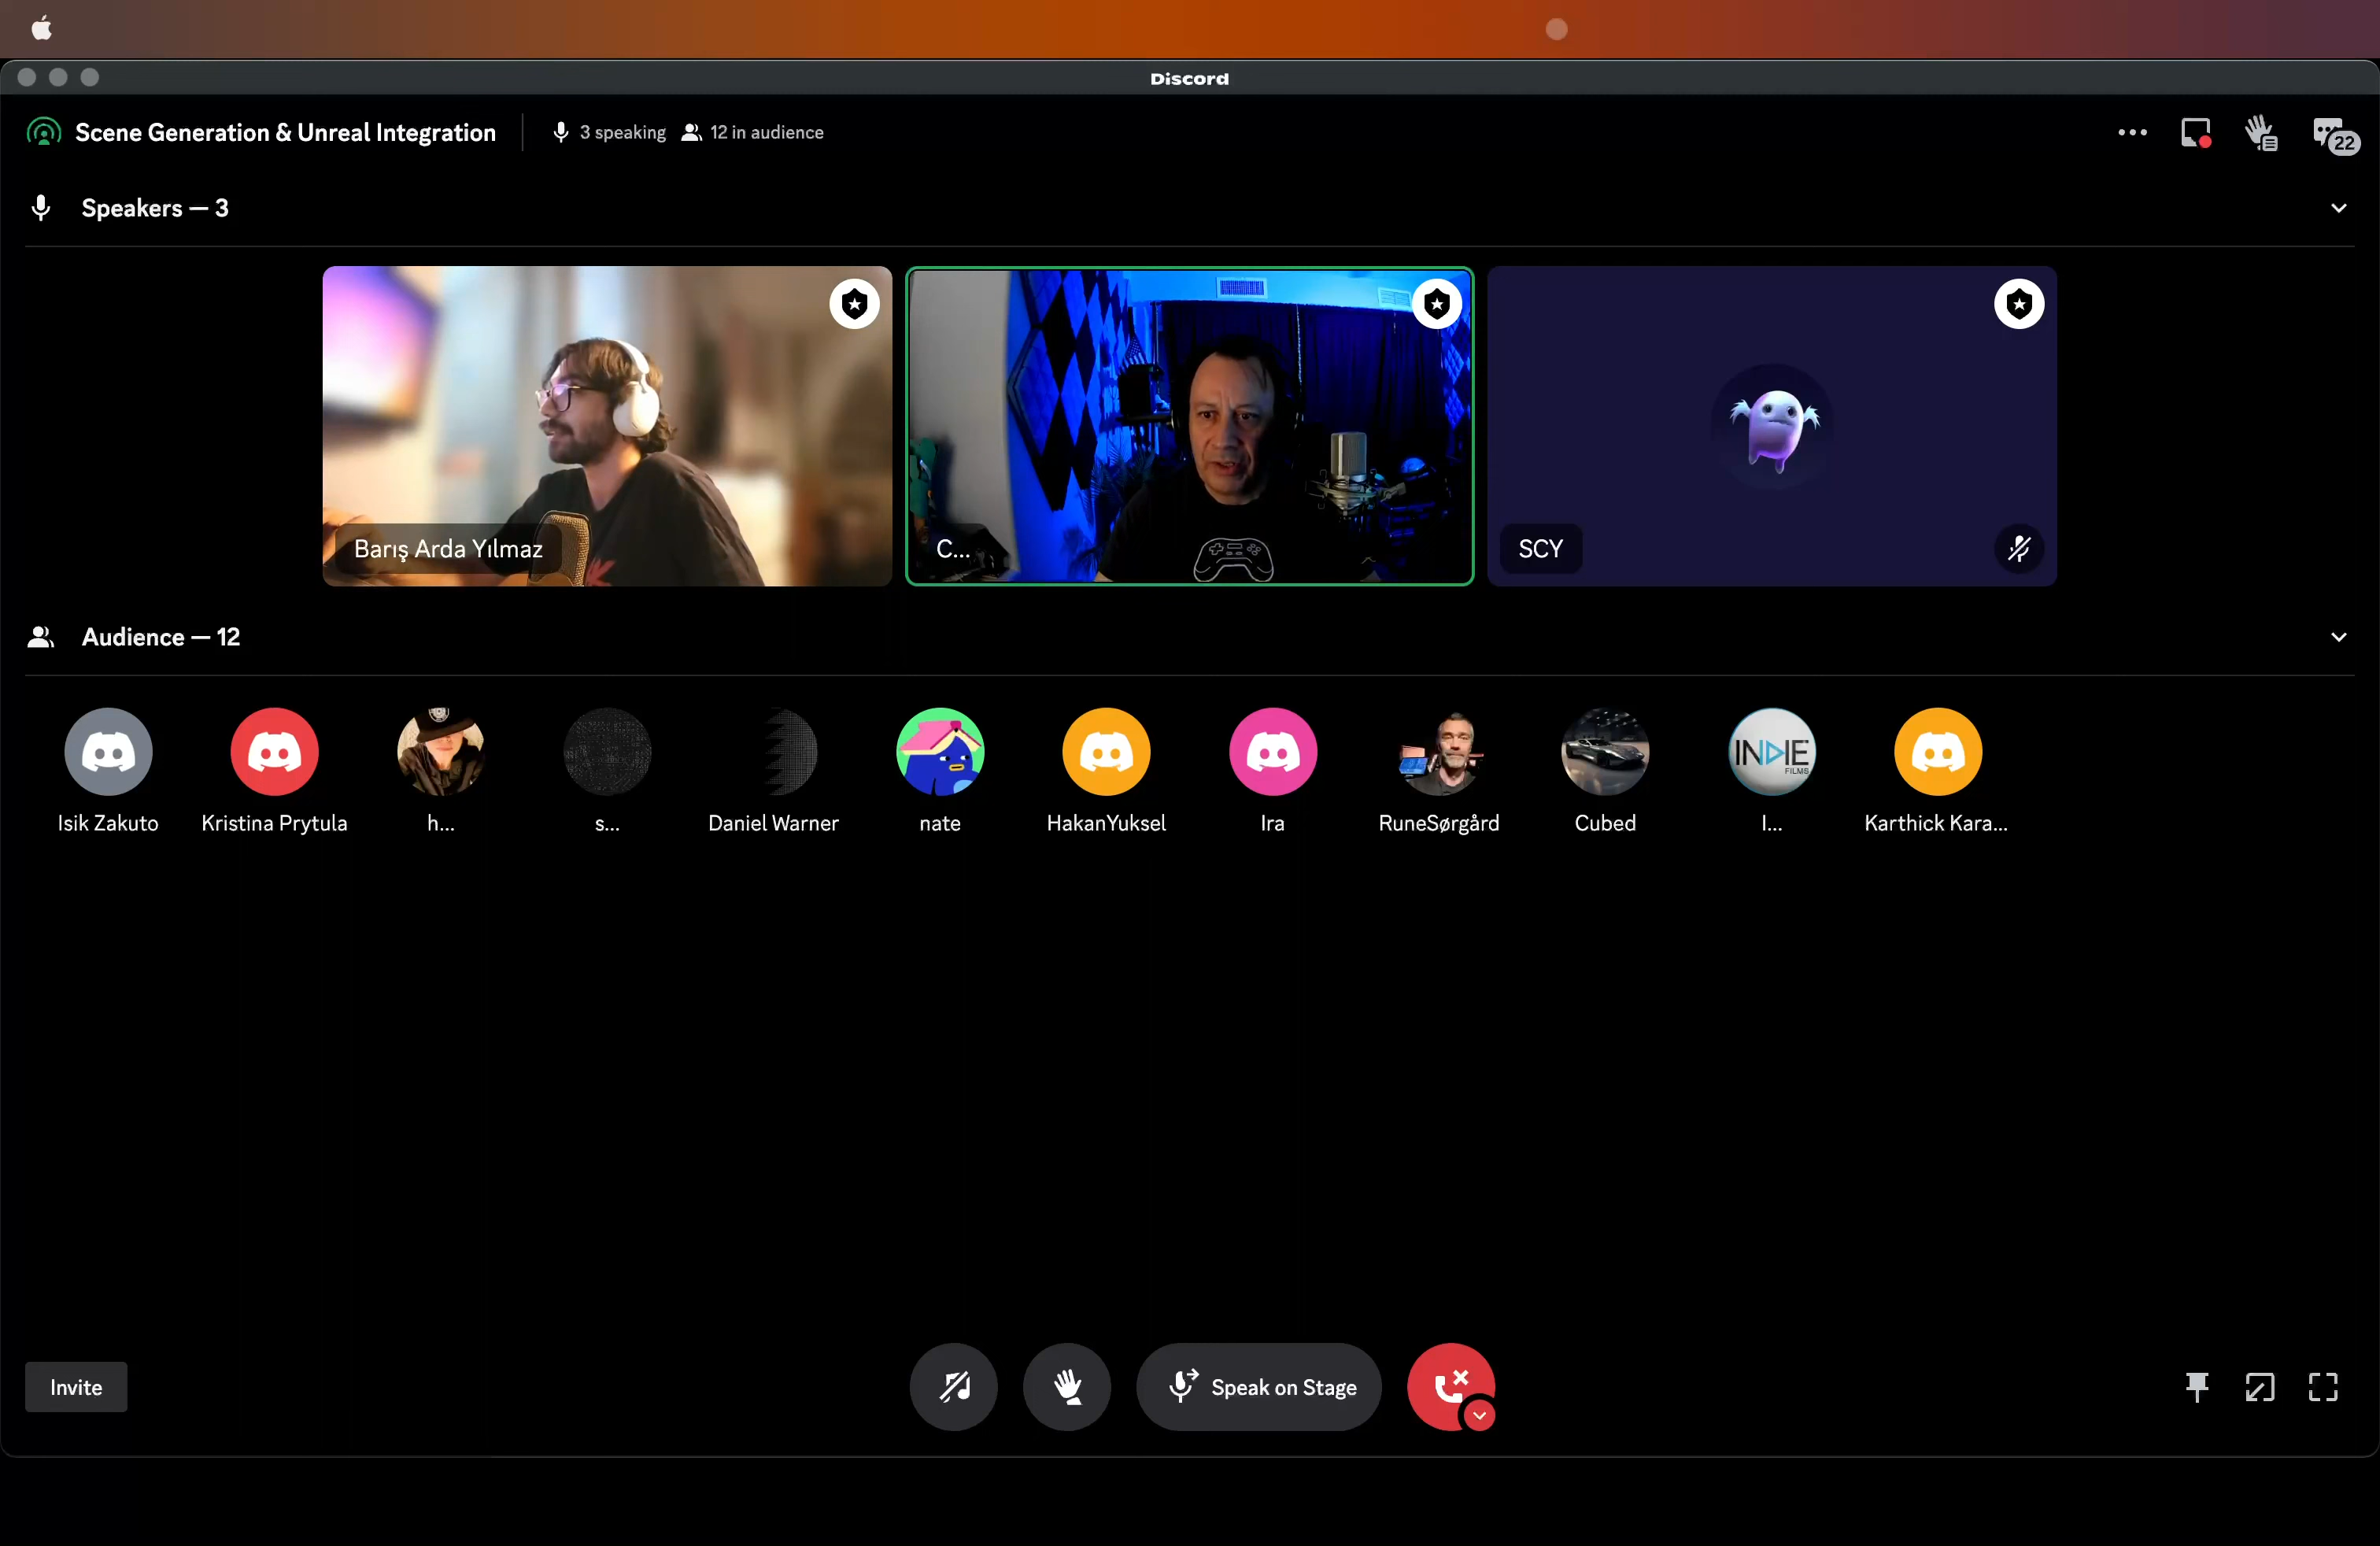 Discord
Scene Generation & Unreal Integration
3 speaking
12 in audience
22
Speakers — 3
Barış Arda Yılmaz
C...
SCY
Audience — 12
INDIE
FILMS
Isik Zakuto
Kristina Prytula
h...
s...
Daniel Warner
nate
HakanYuksel
Ira
RuneSørgård
Cubed
I...
Karthick Kara...
Invite
Speak on Stage